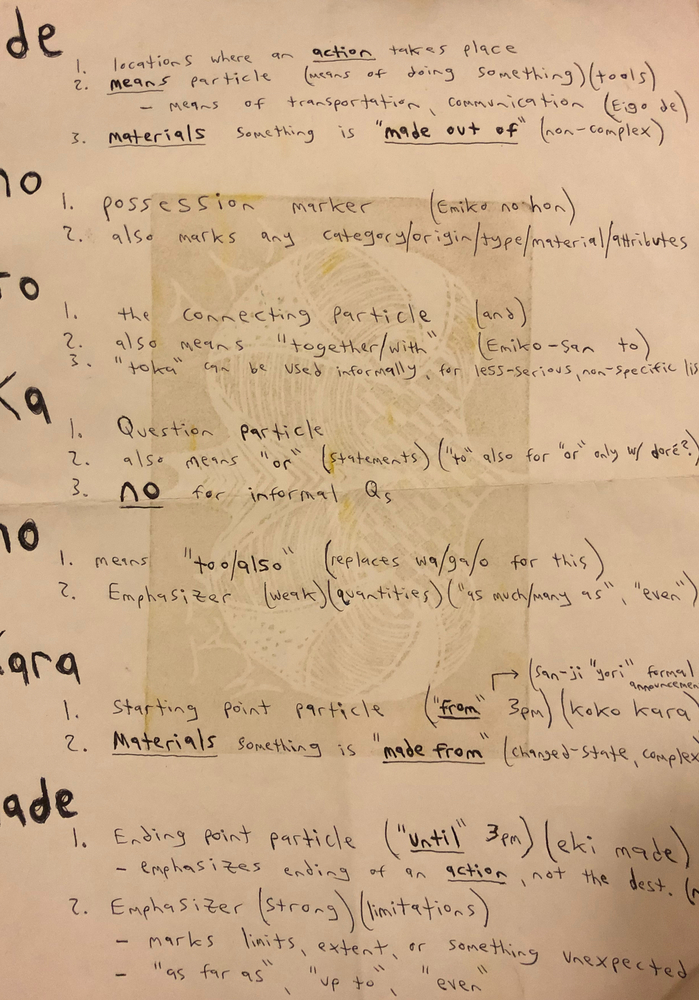 de
1. locations where an action takes place
2. means particle (means of doing something)(tools)
- means of transportation, communication (Eigo de)
3. materials something is "made out of" (non-complex)
no
1. possession marker (Emiko no hon)
2. also marks any category/origin/type/material/attributes
to
1. the connecting particle (and)
2. also means "together/with" (Emiko-San to)
3. "toka" can be used informally, for less-serious, non-specific lis
Ka
1. Question particle
2. also means "or" (statements) ("to" also for "or" only w/ doré?)
3. no for informal Qs
mo
1. means "too/also" (replaces wa/ga/o for this)
2. Emphasizer (weak)(quantities)("as much/many as", "even")
Kara
(San-ji "yori" formal
announcemen
1. Starting point particle ("from" 3pm) (koko kara)
2. Materials something is "made from" (changed-state, complex
made
1. Ending point particle ("until" 3pm) (eki made)
- emphasizes ending of an action, not the dest.
2. Emphasizer (strong) (limitations)
- marks limits, extent, or something unexpected
- "as far as", "up to", "even"